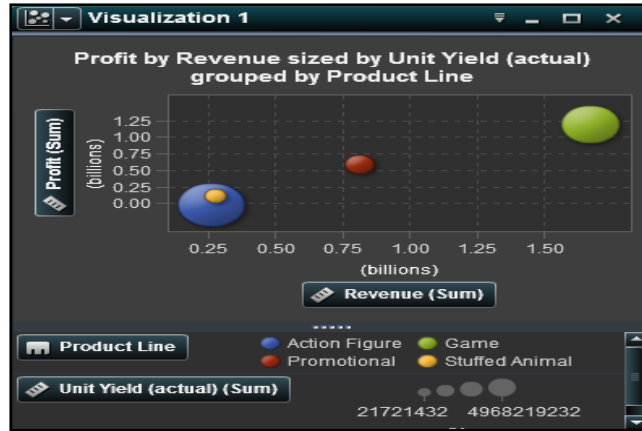 Visualization 1
Profit by Revenue sized by Unit Yield (actual)
grouped by Product Line
Profit (Sum)
(billions)
1.25
1.00
0.75
0.50
0.25
0.00
0.25 0.50 0.75 1.00 1.25 1.50
(billions)
Revenue (Sum)
Product Line
Action Figure Game
Promotional Stuffed Animal
Unit Yield (actual) (Sum)
21721432 4968219232